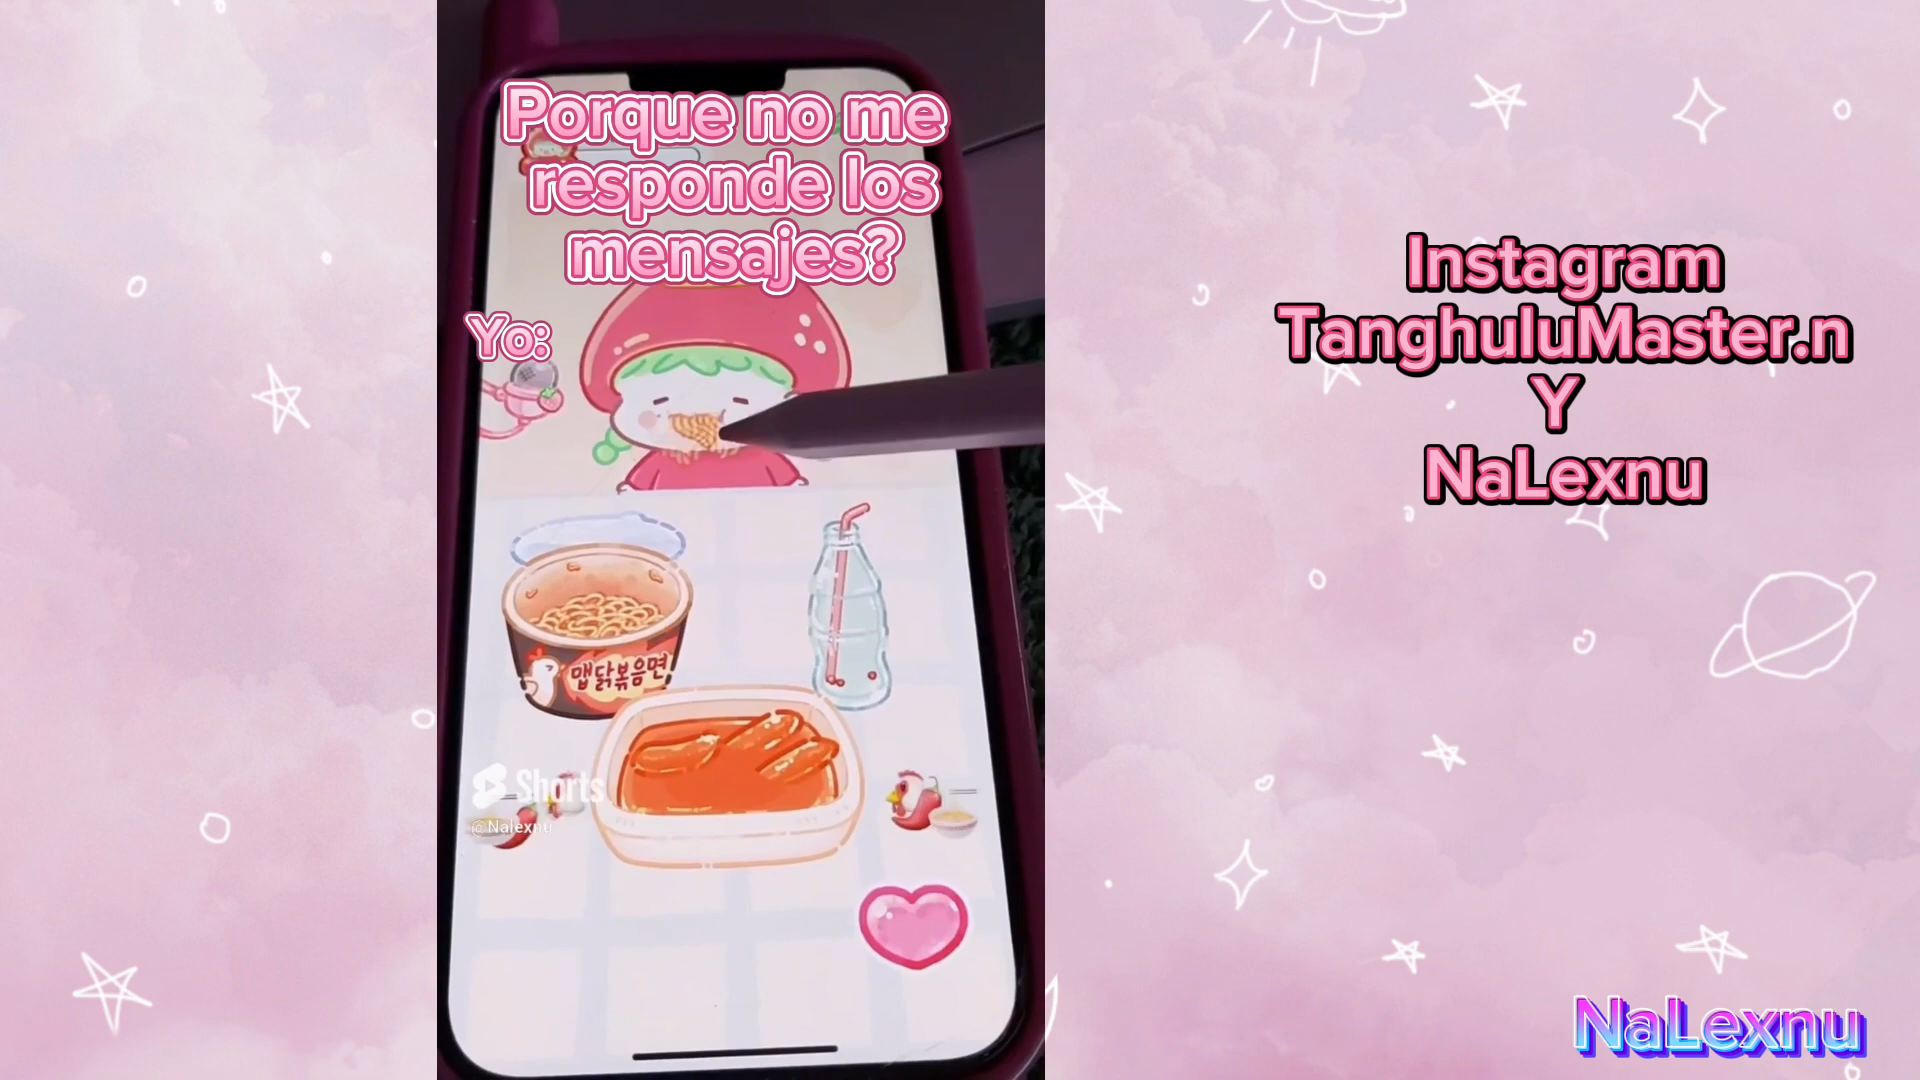 Porque no me
responde los
mensajes?
Yo:
맵닭볶음면
Shorts
@Nalexnu
Instagram
TanghuluMaster.n
Y
NaLexnu
NaLexnu